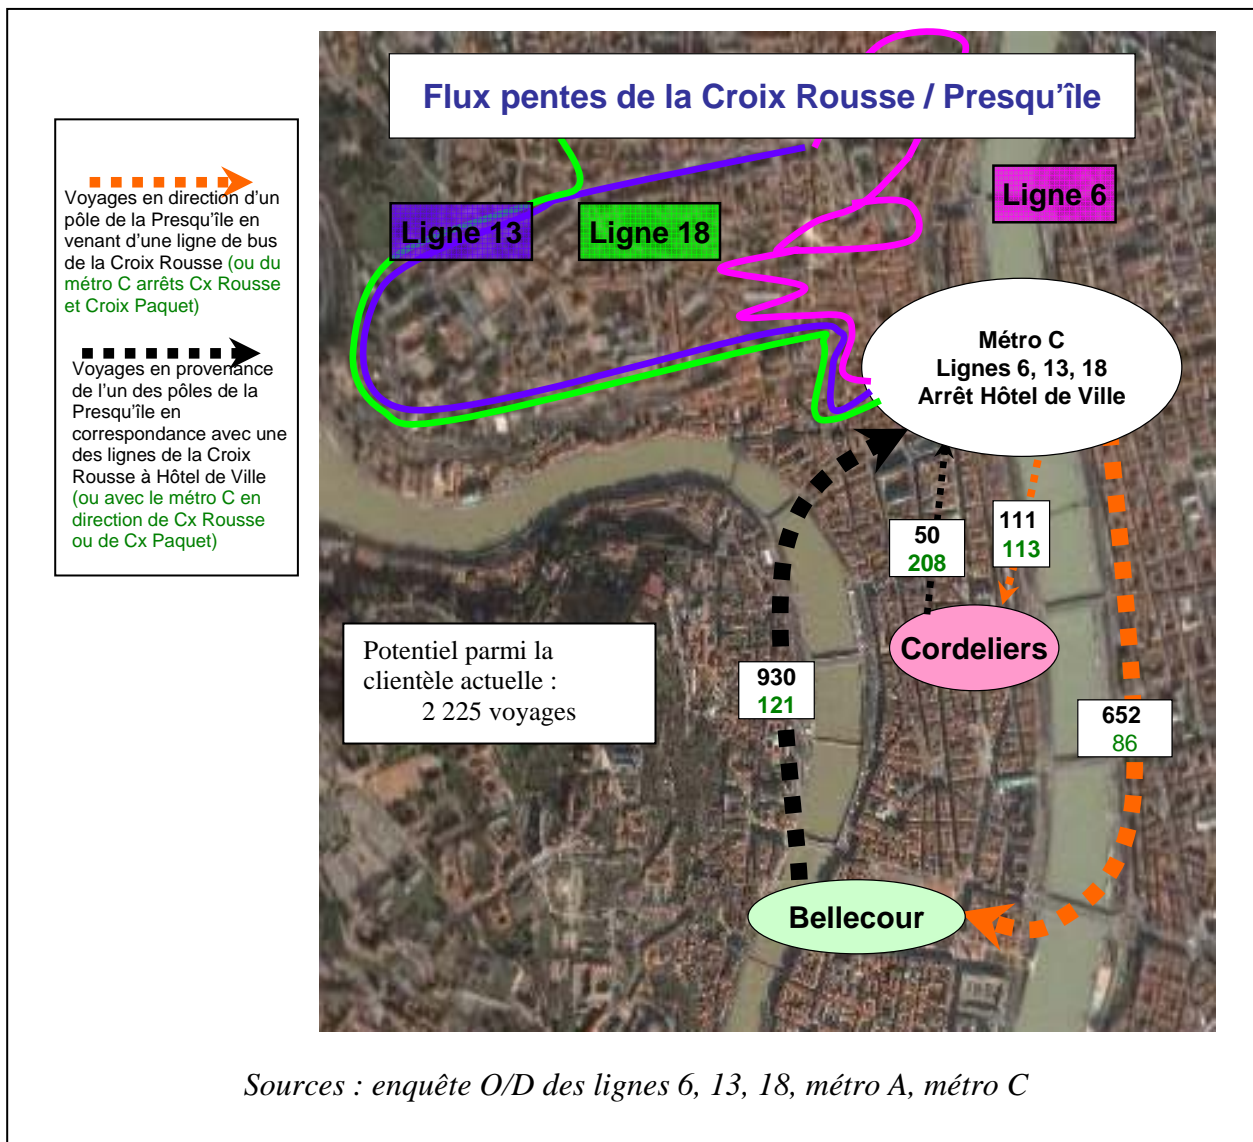 Flux pentes de la Croix Rousse / Presqu'île
Voyages en direction d'un
pôle de la Presqu'île en
venant d'une ligne de bus
de la Croix Rousse (ou du
métro C arrêts Cx Rousse
et Croix Paquet)
Voyages en provenance
de l'un des pôles de la
Presqu'île en
correspondance avec une
des lignes de la Croix
Rousse à Hôtel de Ville
(ou avec le métro C en
direction de Cx Rousse
ou de Cx Paquet)
Ligne 13
Ligne 18
Ligne 6
Métro C
Lignes 6, 13, 18
Arrêt Hôtel de Ville
50
208
111
113
Cordeliers
Potentiel parmi la
clientèle actuelle :
2 225 voyages
930
121
652
86
Bellecour
Sources : enquête O/D des lignes 6, 13, 18, métro A, métro C